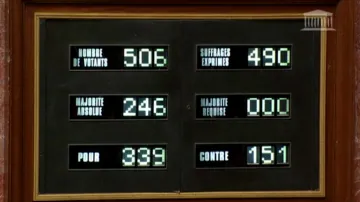 NOMBRE DE VOTANTS 506
SUFFRAGES EXPRIMES 490
MAJORITE ABSOLUE 246
MAJORITE REQUISE 000
POUR 339
CONTRE 151